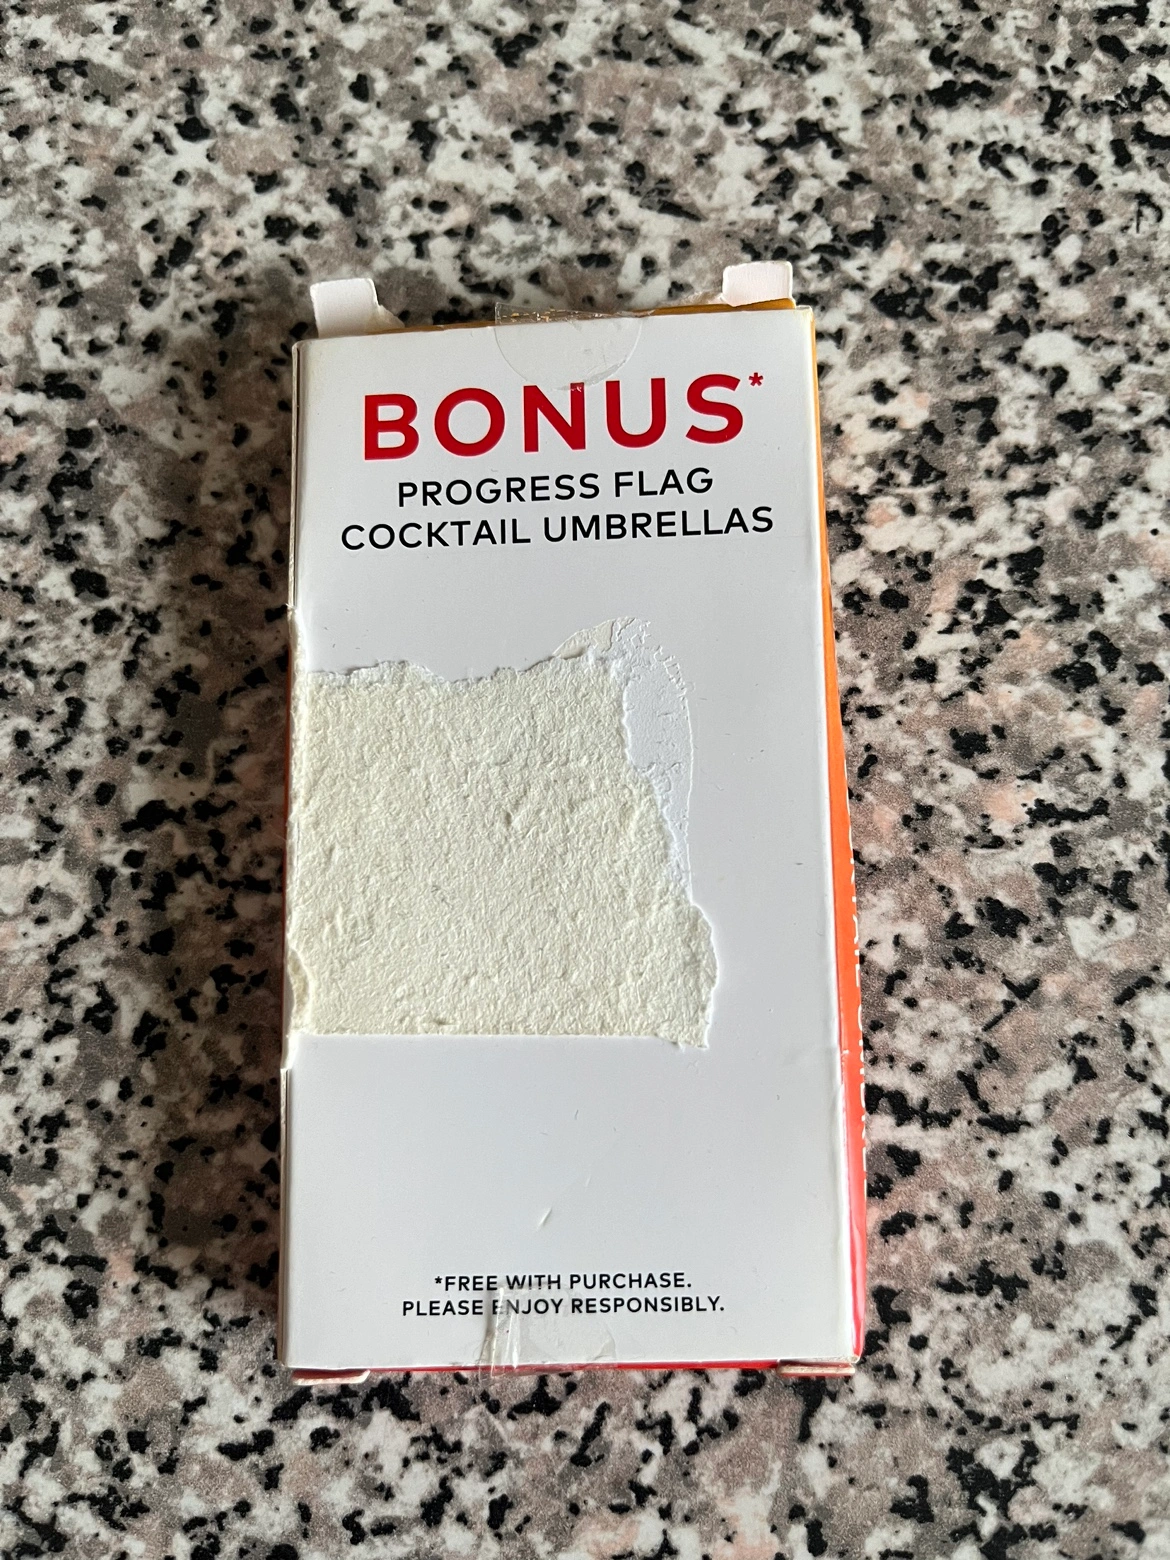 BONUS*
PROGRESS FLAG
COCKTAIL UMBRELLAS
*FREE WITH PURCHASE.
PLEASE ENJOY RESPONSIBLY.